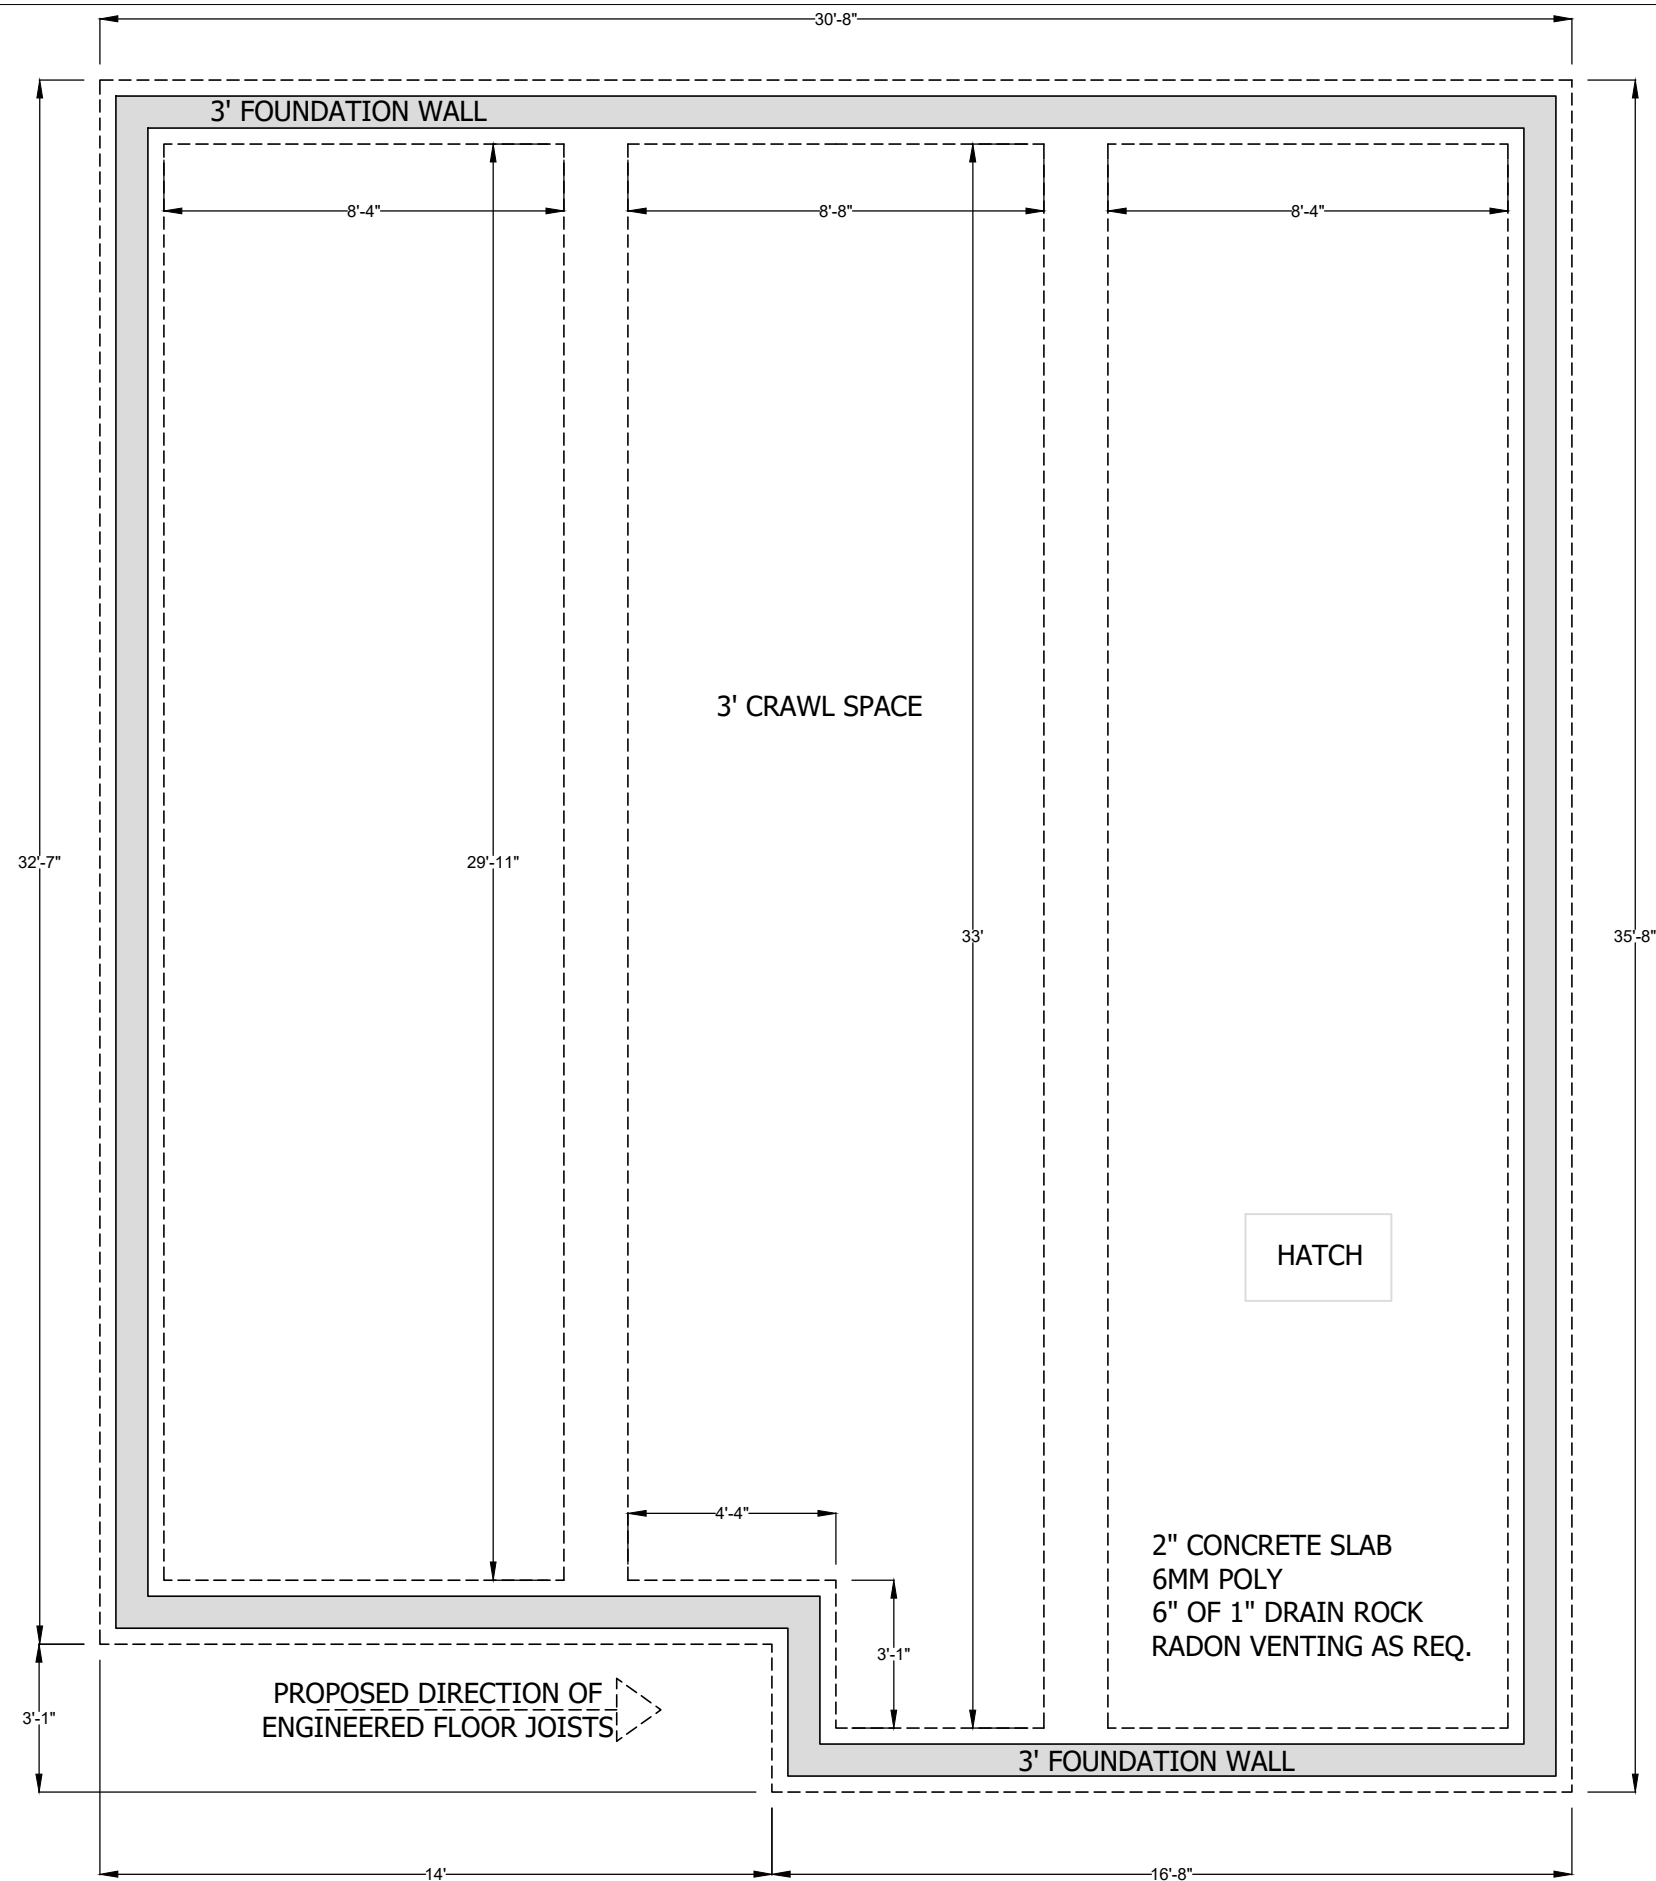 30'-8"
3' FOUNDATION WALL
8'-4"
8'-8"
8'-4"
3' CRAWL SPACE
32'-7"
29'-11"
33'
35'-8"
HATCH
4'-4"
2" CONCRETE SLAB
6MM POLY
6" OF 1" DRAIN ROCK
RADON VENTING AS REQ.
3'-1"
PROPOSED DIRECTION OF
ENGINEERED FLOOR JOISTS
3'-1"
3' FOUNDATION WALL
14'
16'-8"